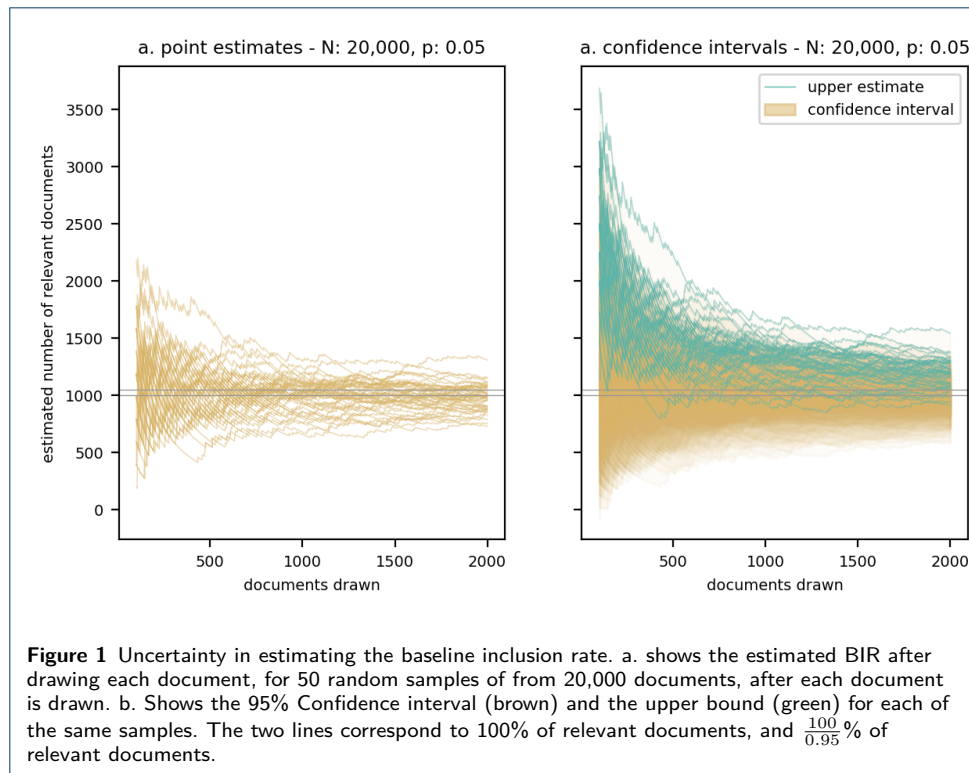 a. point estimates - N: 20,000, p: 0.05
a. confidence intervals - N: 20,000, p: 0.05
upper estimate
confidence interval
estimated number of relevant documents
3500
3000
2500
2000
1500
1000
500
0
500
1000
1500
2000
documents drawn
500
1000
1500
2000
documents drawn
Figure 1 Uncertainty in estimating the baseline inclusion rate. a. shows the estimated BIR after
drawing each document, for 50 random samples of from 20,000 documents, after each document
is drawn. b. Shows the 95% Confidence interval (brown) and the upper bound (green) for each of
the same samples. The two lines correspond to 100% of relevant documents, and \frac{100}{0.95}% of
relevant documents.